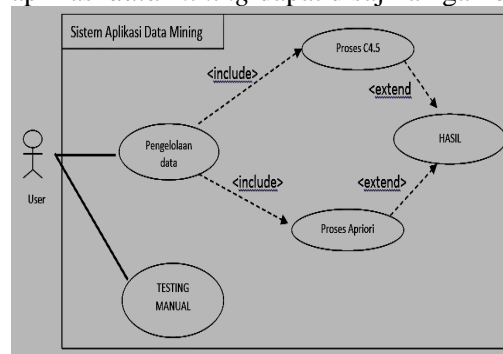 Sistem Aplikasi Data Mining
Proses C4.5
<include>
<extend
Pengelolaan
data
HASIL
User
<include>
<extend>
Proses Apriori
TESTING
MANUAL